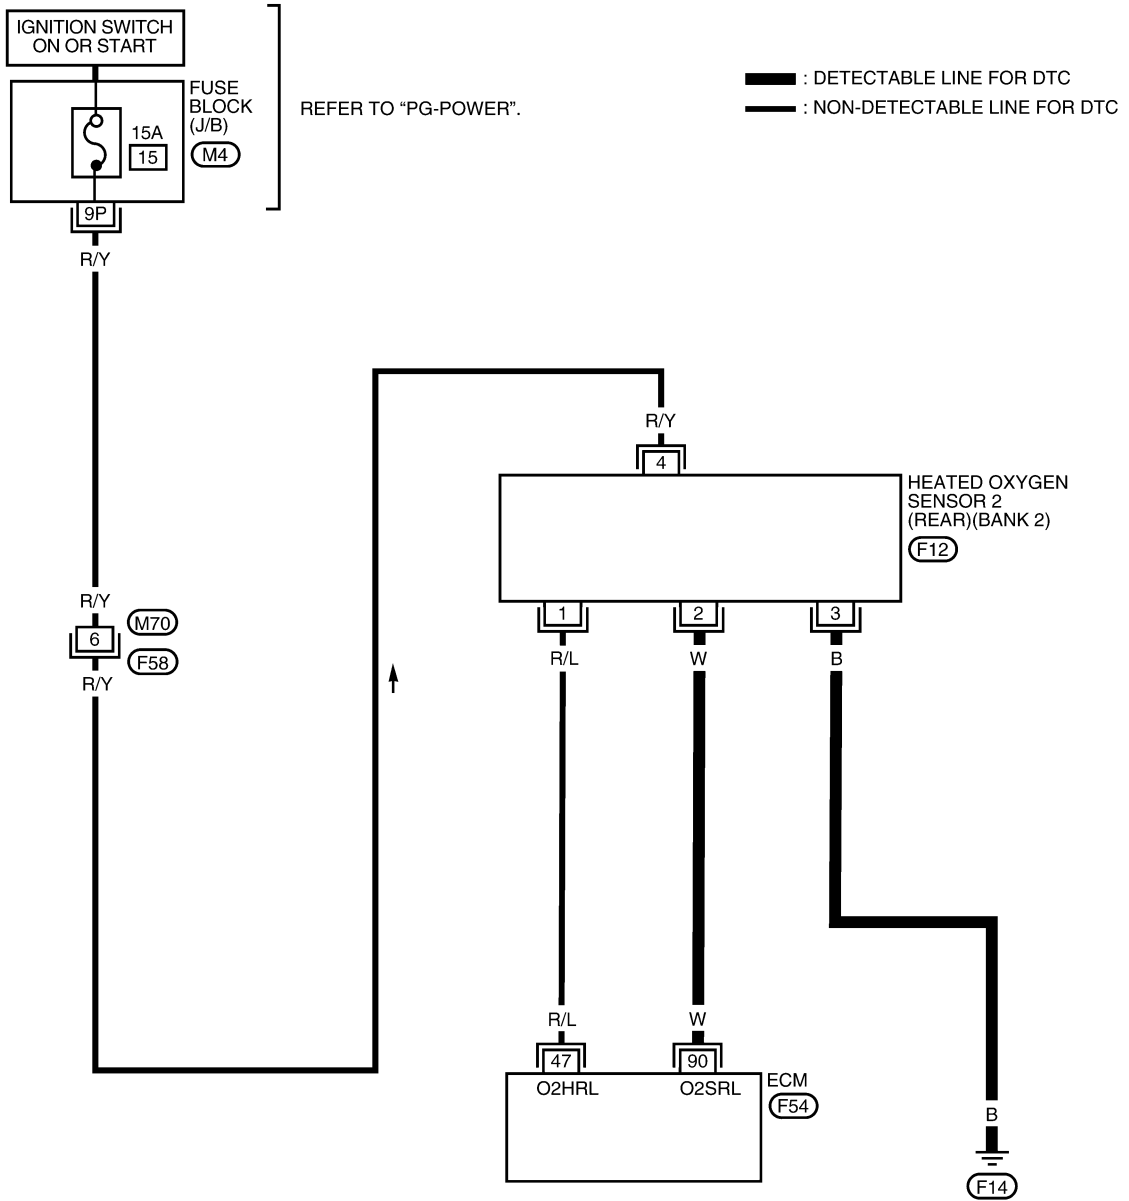 IGNITION SWITCH
ON OR START
FUSE
BLOCK
(J/B)
M4
15A
15
9P
REFER TO “PG-POWER”.
: DETECTABLE LINE FOR DTC
: NON-DETECTABLE LINE FOR DTC
R/Y
R/Y
6
M70
F58
R/Y
R/Y
4
HEATED OXYGEN
SENSOR 2
(REAR)(BANK 2)
F12
1
2
3
R/L
W
B
R/L
W
47
90
O2HRL
O2SRL
ECM
F54
B
F14